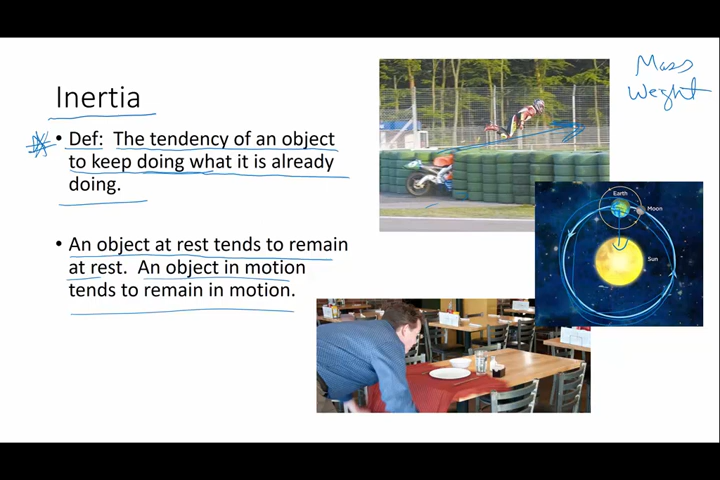 Inertia
• Def: The tendency of an object
to keep doing what it is already
doing.
• An object at rest tends to remain
at rest. An object in motion
tends to remain in motion.
Mass
Weght
Earth
Moon
Sun